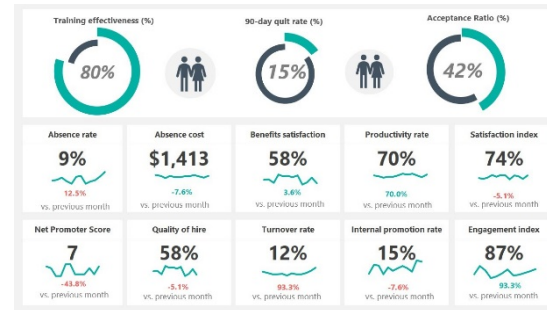 Training effectiveness (%)
90-day quit rate (%)
Acceptance Ratio (%)
80%
15%
42%
Absence rate
Absence cost
Benefits satisfaction
Productivity rate
Satisfaction index
9%
$1,413
58%
70%
74%
12.5%
-7.6%
3.6%
70.0%
-5.1%
vs. previous month
vs. previous month
vs. previous month
vs. previous month
vs. previous month
Net Promoter Score
Quality of hire
Turnover rate
Internal promotion rate
Engagement index
7
58%
12%
15%
87%
-43.8%
-5.1%
93.3%
-7.6%
93.3%
vs. previous month
vs. previous month
vs. previous month
vs. previous month
vs. previous month